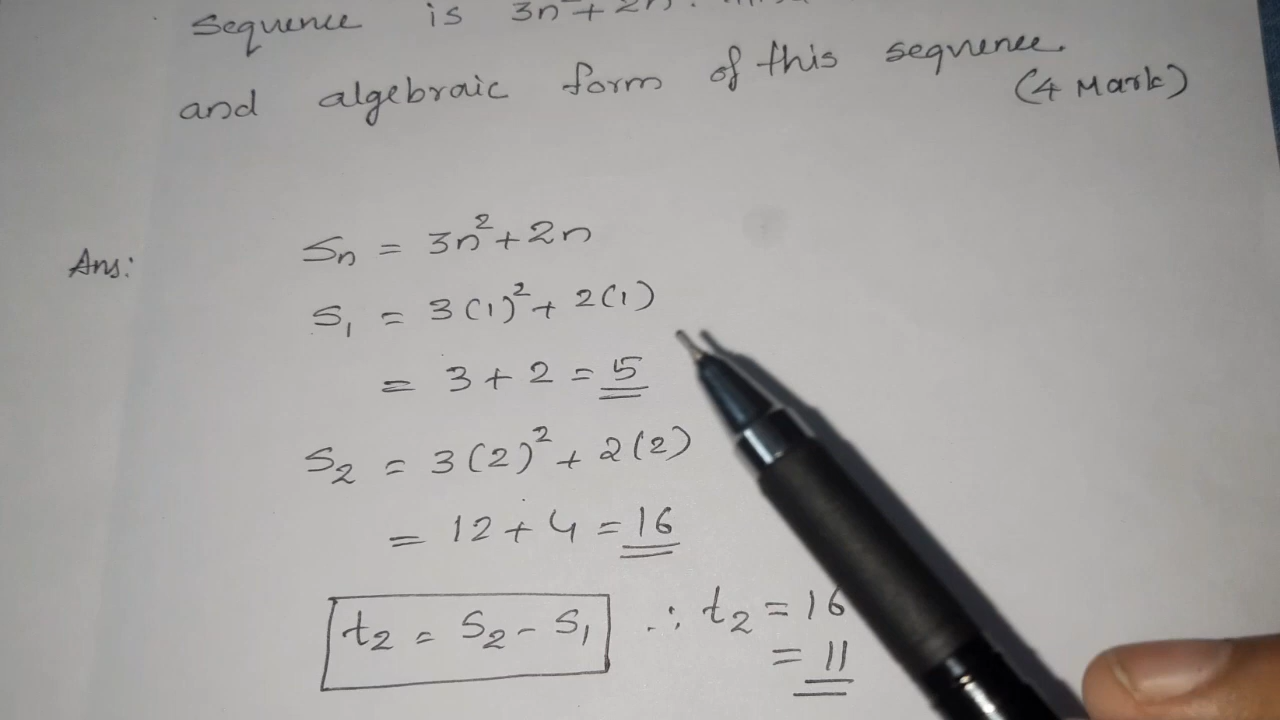 Sequence is 3n²+2n.
and algebraic form of this sequence.
(4 Mark)
Ans:
Sn = 3n²+2n
S₁ = 3(1)²+ 2(1)
= 3+2 = 5
S₂ = 3(2)²+ 2(2)
= 12+4 = 16
t₂ = S₂- S₁ ∴ t₂ = 16
= 11